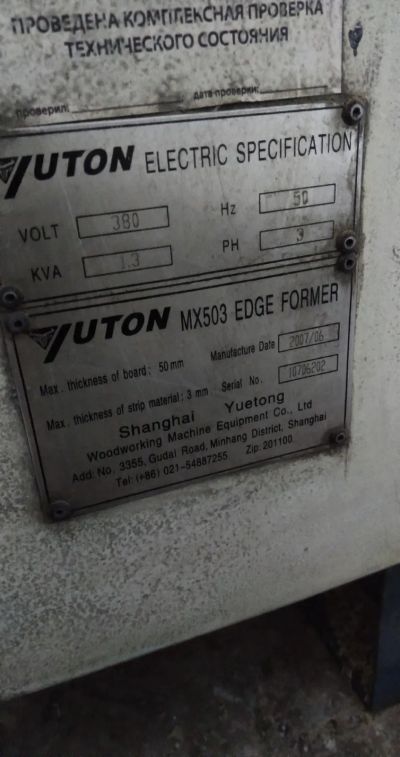 ПРОВЕДЕНА КОМПЛЕКСНАЯ ПРОВЕРКА
ТЕХНИЧЕСКОГО СОСТОЯНИЯ
проверил: дата проверки:
YUTON ELECTRIC SPECIFICATION
VOLT 380 Hz 50
KVA 1.3 PH 3
YUTON MX503 EDGE FORMER
Max. thickness of board: 50mm Manufacture Date 2007/06
Max. thickness of strip material: 3 mm Serial No. 10706202
Shanghai Yuetong
Woodworking Machine Equipment Co., Ltd
Add: No. 3355, Gudai Road, Minhang District, Shanghai
Tel: (+86) 021-54887255 Zip: 201100